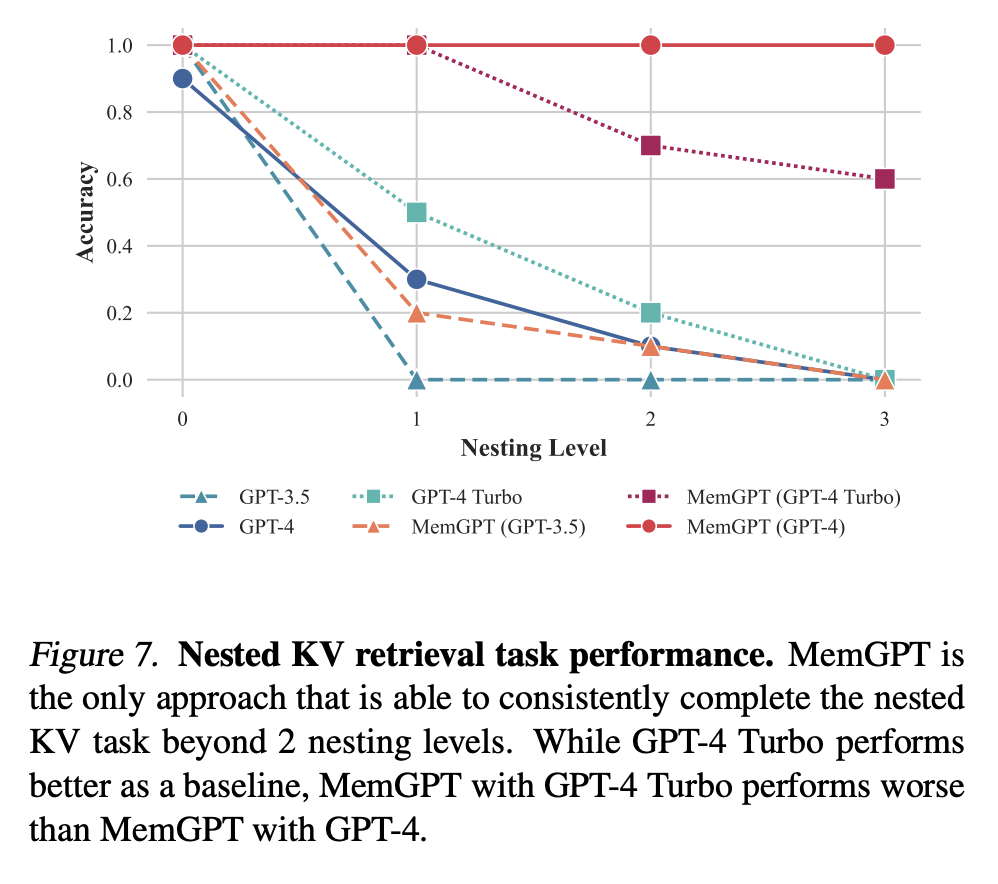 1.0
0.8
0.6
0.4
0.2
0.0
Accuracy
0 1 2 3
Nesting Level
GPT-3.5 GPT-4 Turbo MemGPT (GPT-4 Turbo)
GPT-4 MemGPT (GPT-3.5) MemGPT (GPT-4)
Figure 7. Nested KV retrieval task performance. MemGPT is
the only approach that is able to consistently complete the nested
KV task beyond 2 nesting levels. While GPT-4 Turbo performs
better as a baseline, MemGPT with GPT-4 Turbo performs worse
than MemGPT with GPT-4.